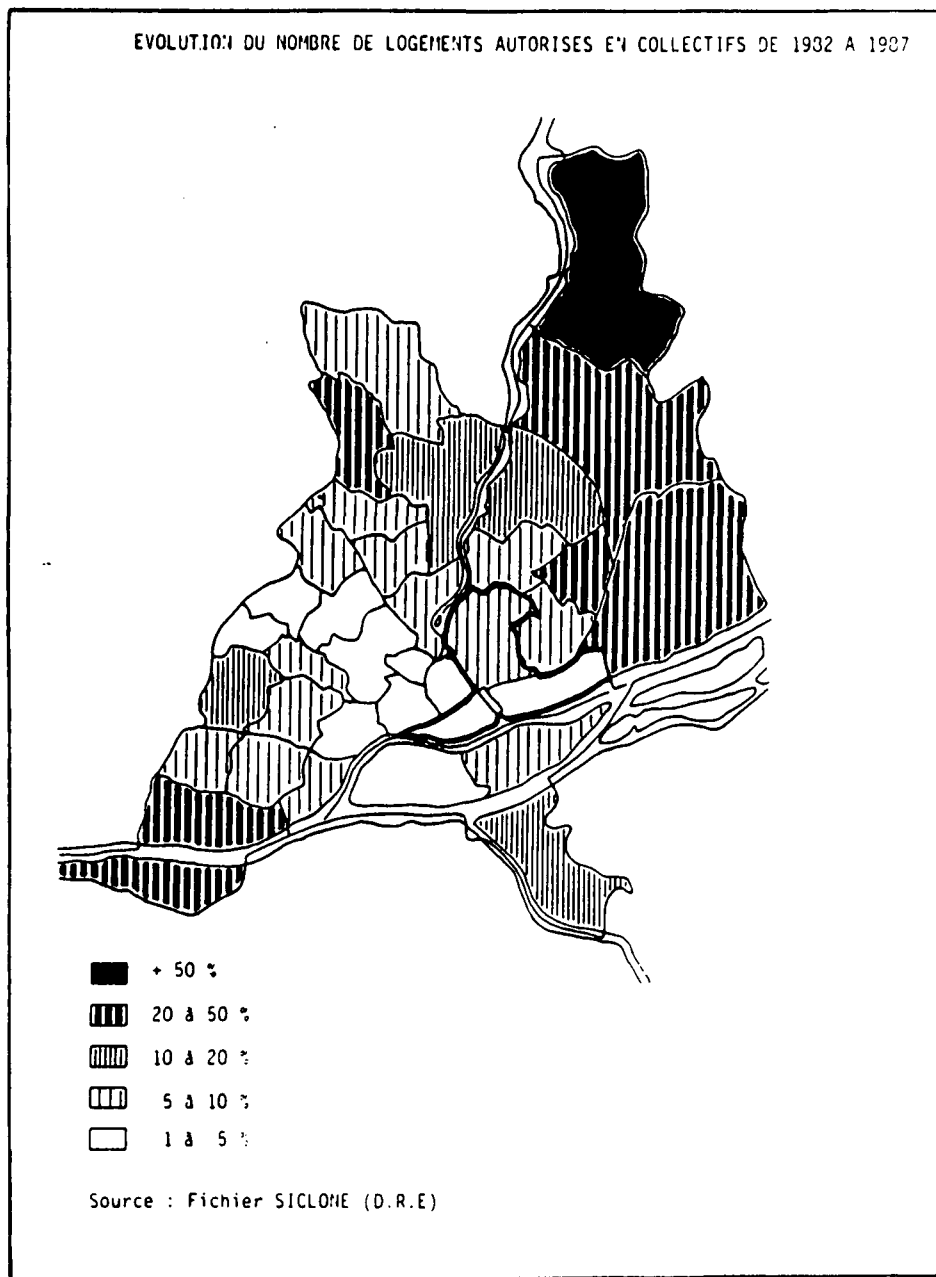 EVOLUTION DU NOMBRE DE LOGEMENTS AUTORISES EN COLLECTIFS DE 1982 A 1987
+ 50 %
20 à 50 %
10 à 20 %
5 à 10 %
1 à 5 %
Source : Fichier SICLONE (D.R.E)